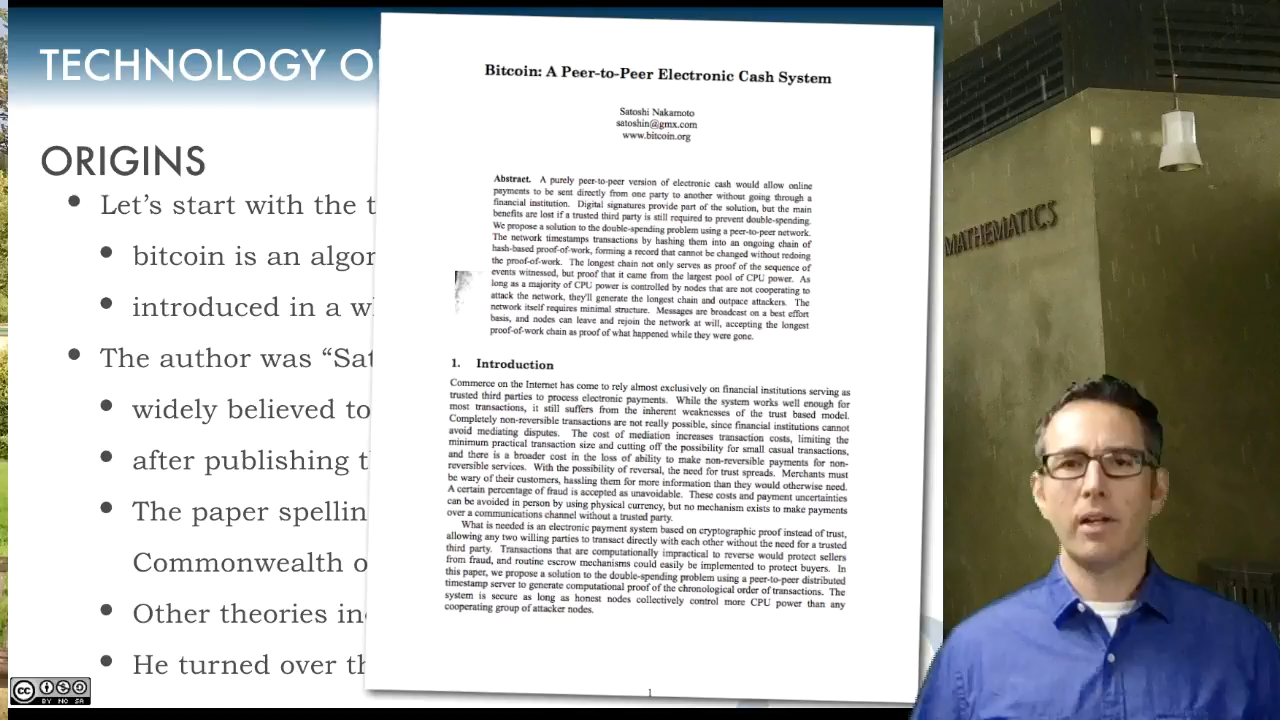 TECHNOLOGY
ORIGINS
Let's start with the
bitcoin is an
introduced in a
The author was
widely believed to
after publishing
The paper
Commonwealth
Other theories
He turned over
Bitcoin: A Peer-to-Peer Electronic Cash System
Satoshi Nakamoto
satoshin@gmx.com
www.bitcoin.org
Abstract. A purely peer-to-peer version of electronic cash would allow online
payments to be sent directly from one party to another without going through a
financial institution. Digital signatures provide part of the solution, but the main
benefits are lost if a trusted third party is still required to prevent double-spending.
We propose a solution to the double-spending problem using a peer-to-peer network.
The network timestamps transactions by hashing them into an ongoing chain of
hash-based proof-of-work, forming a record that cannot be changed without redoing
the proof-of-work. The longest chain not only serves as proof of the sequence of
events witnessed, but proof that it came from the largest pool of CPU power. As
long as a majority of CPU power is controlled by nodes that are not cooperating to
attack the network, they'll generate the longest chain and outpace attackers. The
network itself requires minimal structure. Messages are broadcast on a best effort
basis, and nodes can leave and rejoin the network at will, accepting the longest
proof-of-work chain as proof of what happened while they were gone.
1. Introduction
Commerce on the Internet has come to rely almost exclusively on financial institutions serving as
trusted third parties to process electronic payments. While the system works well enough for
most transactions, it still suffers from the inherent weaknesses of the trust based model.
Completely non-reversible transactions are not really possible, since financial institutions cannot
avoid mediating disputes. The cost of mediation increases transaction costs, limiting the
minimum practical transaction size and cutting off the possibility for small casual transactions,
and there is a broader cost in the loss of ability to make non-reversible payments for non-
reversible services. With the possibility of reversal, the need for trust spreads. Merchants must
be wary of their customers, hassling them for more information than they would otherwise need.
A certain percentage of fraud is accepted as unavoidable. These costs and payment uncertainties
can be avoided in person by using physical currency, but no mechanism exists to make payments
over a communications channel without a trusted party.
What is needed is an electronic payment system based on cryptographic proof instead of trust,
allowing any two willing parties to transact directly with each other without the need for a trusted
third party. Transactions that are computationally impractical to reverse would protect sellers
from fraud, and routine escrow mechanisms could easily be implemented to protect buyers. In
this paper, we propose a solution to the double-spending problem using a peer-to-peer distributed
timestamp server to generate computational proof of the chronological order of transactions. The
system is secure as long as honest nodes collectively control more CPU power than any
cooperating group of attacker nodes.
1
MATHEMATICS
cc
BY NC SA